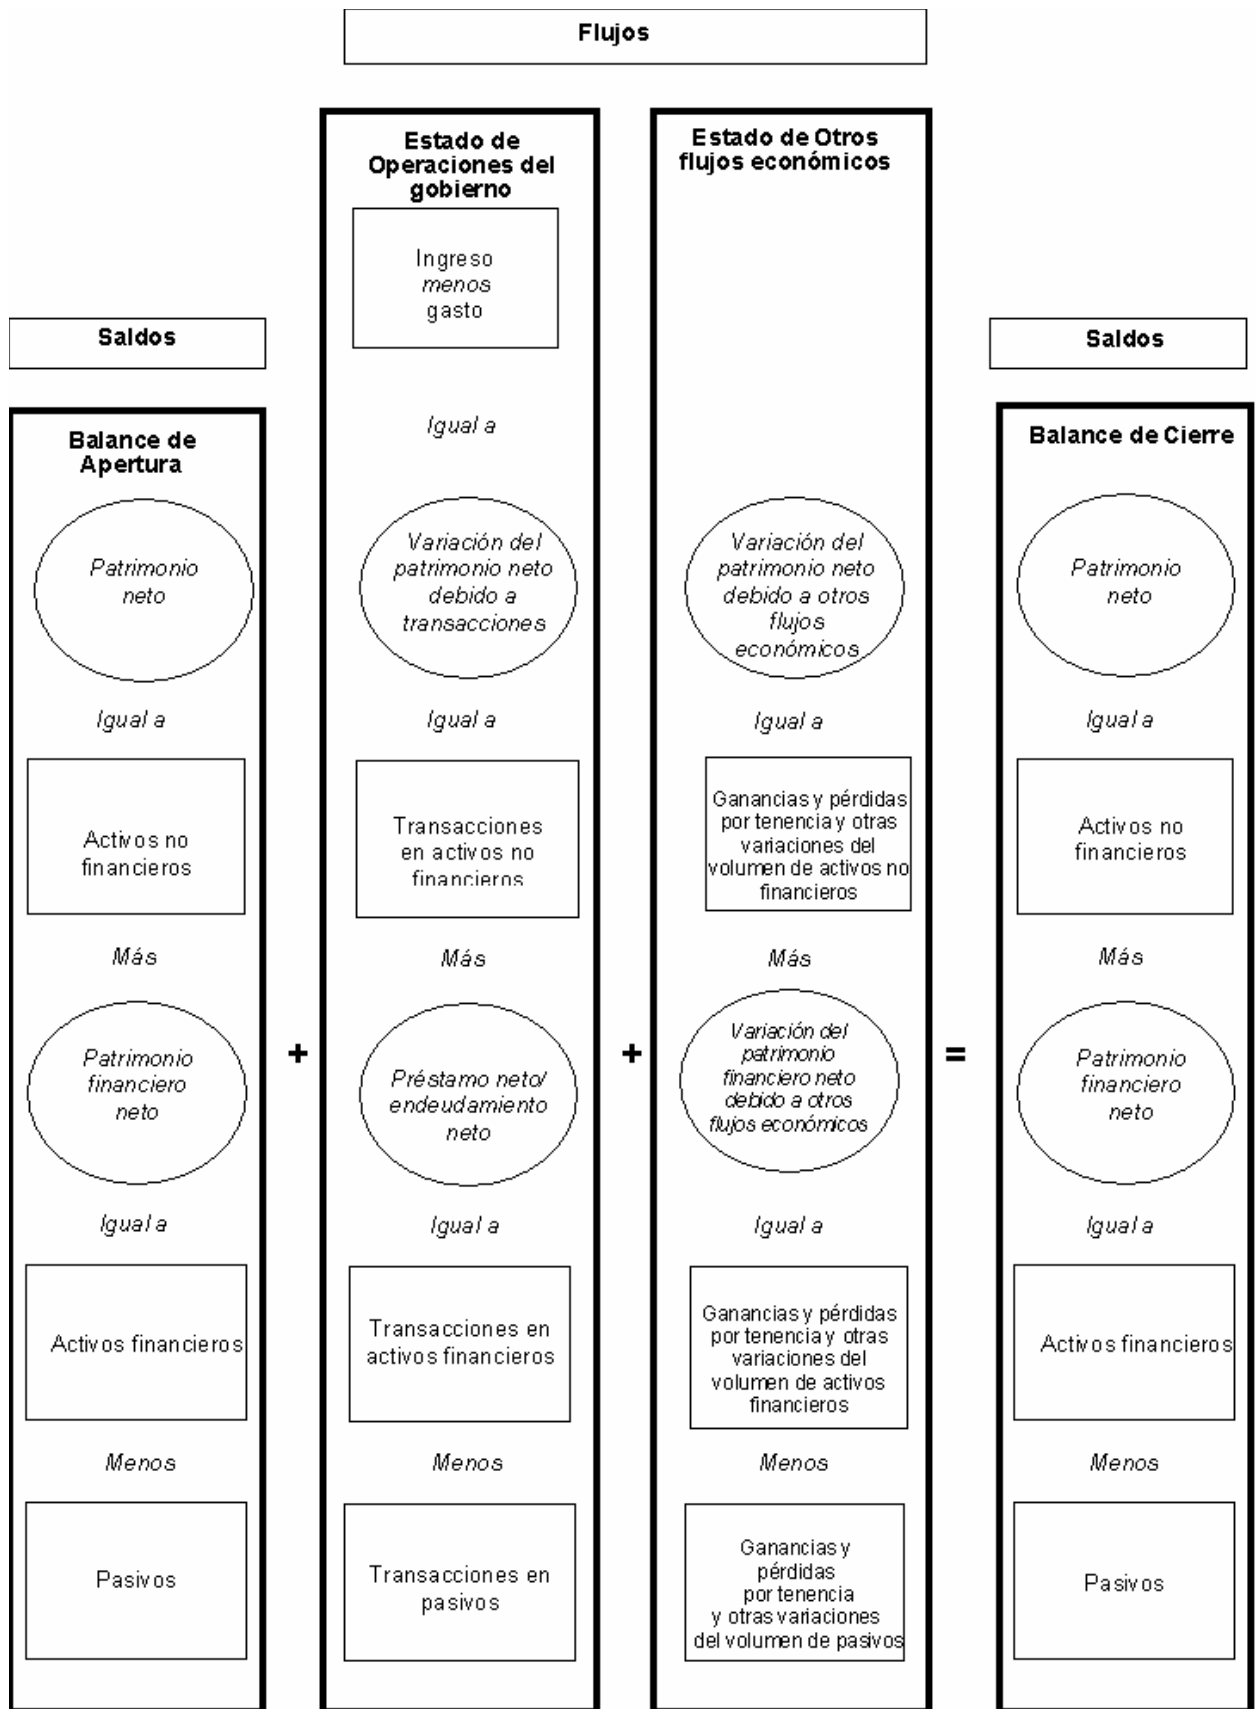 Flujos
Saldos
Balance de
Apertura
Patrimonio
neto
Igual a
Activos no
financieros
Más
Patrimonio
financiero
neto
Igual a
Activos financieros
Menos
Pasivos
+
Estado de
Operaciones del
gobierno
Ingreso
menos
gasto
Igual a
Variación del
patrimonio neto
debido a
transacciones
Igual a
Transacciones
en activos no
financieros
Más
Préstamo neto/
endeudamiento
neto
Igual a
Transacciones en
activos financieros
Menos
Transacciones en
pasivos
+
Estado de Otros
flujos económicos
Variación del
patrimonio neto
debido a otros
flujos
económicos
Igual a
Ganancias y pérdidas
por tenencia y otras
variaciones del
volumen de activos no
financieros
Más
Variación del
patrimonio
financiero neto
debido a otros
flujos económicos
Igual a
Ganancias y pérdidas
por tenencia y otras
variaciones del
volumen de activos
financieros
Menos
Ganancias y
pérdidas
por tenencia
y otras variaciones
del volumen de pasivos
=
Saldos
Balance de Cierre
Patrimonio
neto
Igual a
Activos no
financieros
Más
Patrimonio
financiero
neto
Igual a
Activos financieros
Menos
Pasivos